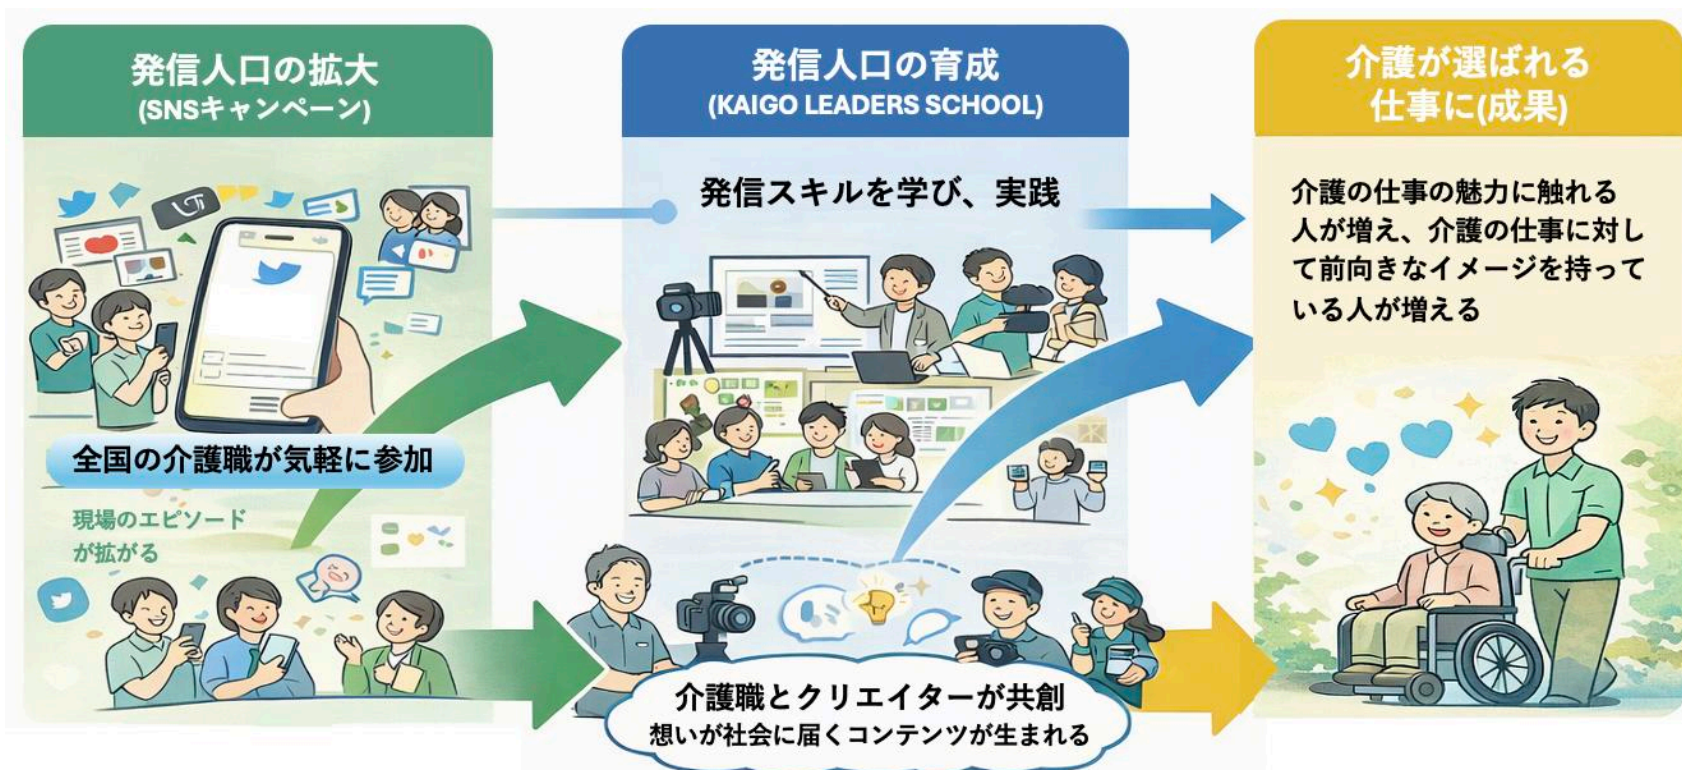 発信人口の拡大
(SNSキャンペーン)
全国の介護職が気軽に参加
現場のエピソード
が拡がる
発信人口の育成
(KAIGO LEADERS SCHOOL)
発信スキルを学び、実践
介護職とクリエイターが共創
想いが社会に届くコンテンツが生まれる
介護が選ばれる
仕事に(成果)
介護の仕事の魅力に触れる
人が増え、介護の仕事に対し
て前向きなイメージを持って
いる人が増える